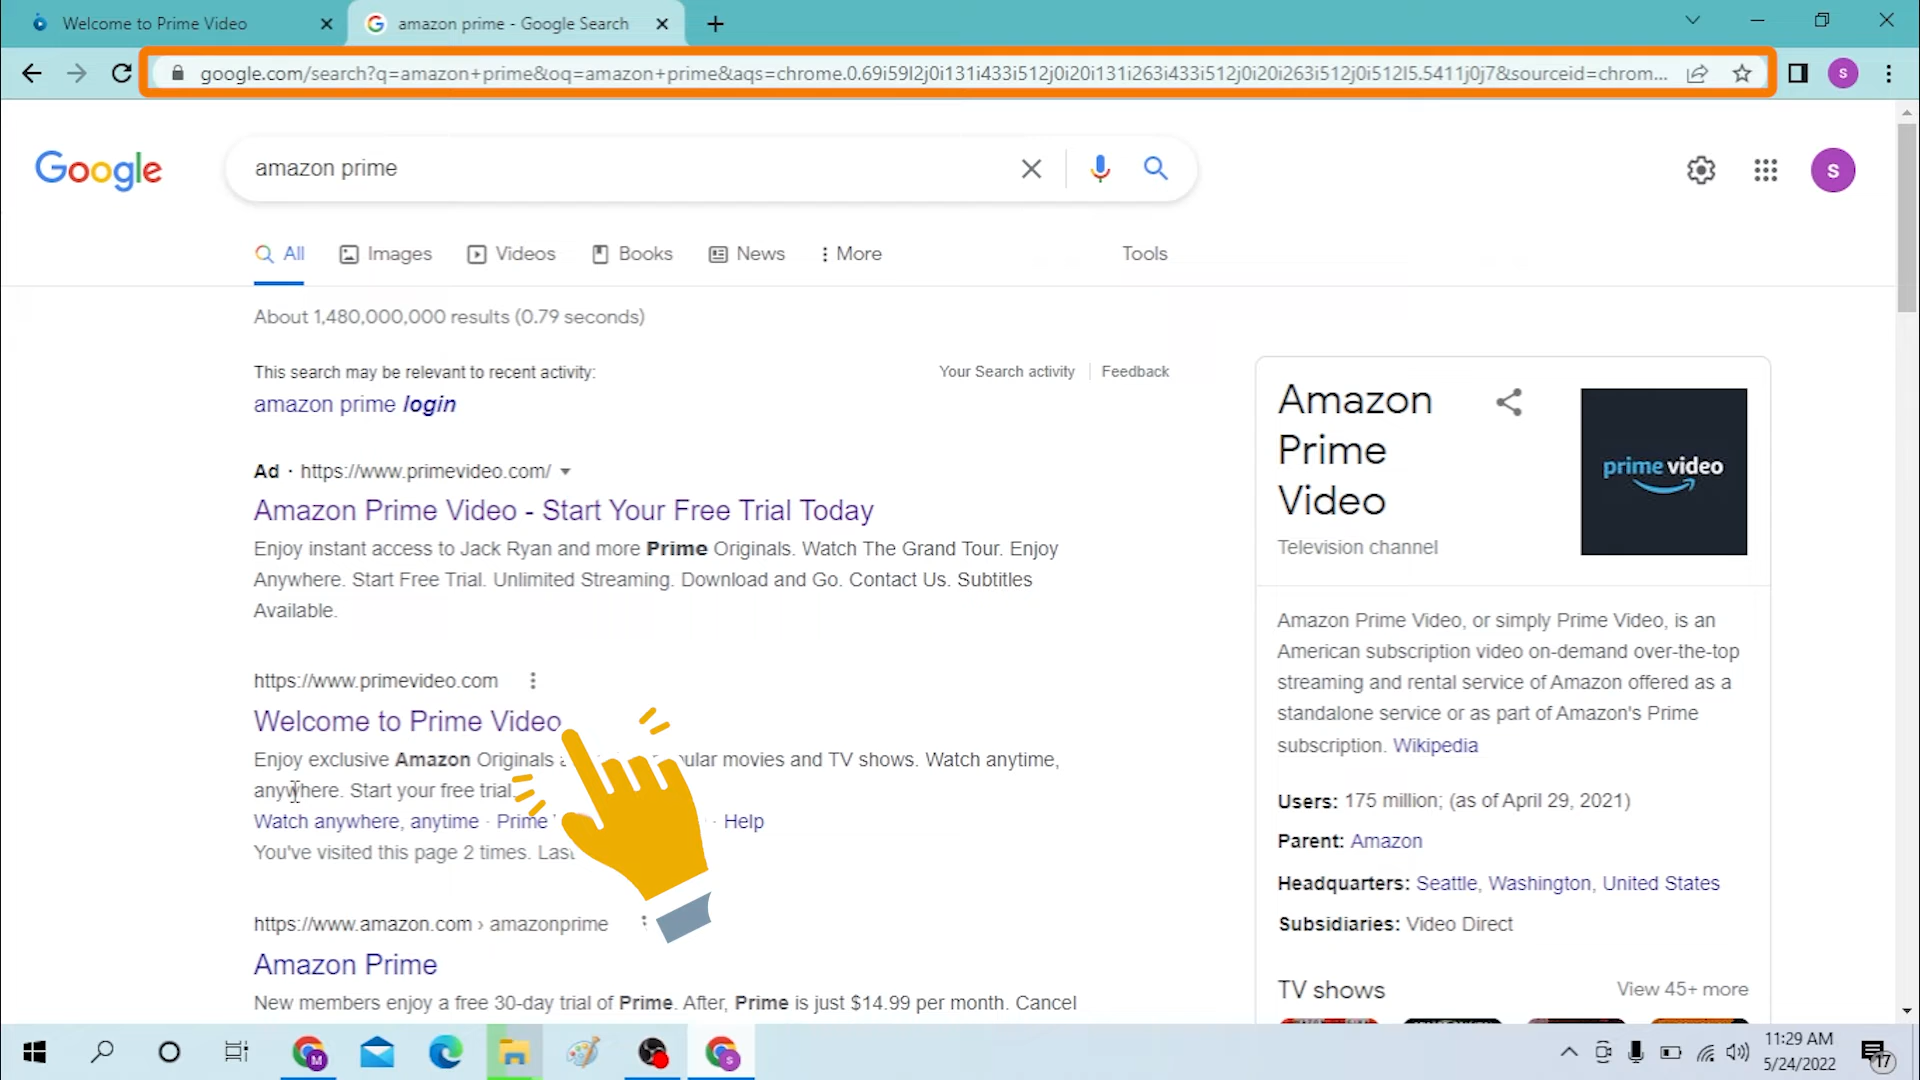 Welcome to Prime Video
amazon prime - Google Search
google.com/search?q=amazon+prime&oq=amazon+prime&aqs=chrome.0.69i59l2j0i131i433i512j0i20i131i263i433i512j0i20i263i512j0i512l5.5411j0j7&sourceid=chrom...
S
Google
amazon prime
S
All
Images
Videos
Books
News
More
Tools
About 1,480,000,000 results (0.79 seconds)
This search may be relevant to recent activity:
Your Search activity
Feedback
amazon prime login
Ad · https://www.primevideo.com/
Amazon Prime Video - Start Your Free Trial Today
Enjoy instant access to Jack Ryan and more Prime Originals. Watch The Grand Tour. Enjoy
Anywhere. Start Free Trial. Unlimited Streaming. Download and Go. Contact Us. Subtitles
Available.
https://www.primevideo.com
Welcome to Prime Video
Enjoy exclusive Amazon Originals movies and TV shows. Watch anytime,
anywhere. Start your free trial.
Watch anywhere, anytime · Prime · Help
You've visited this page 2 times.
https://www.amazon.com › amazonprime
Amazon Prime
New members enjoy a free 30-day trial of Prime. After, Prime is just $14.99 per month. Cancel
Amazon
Prime
Video
Television channel
prime video
Amazon Prime Video, or simply Prime Video, is an
American subscription video on-demand over-the-top
streaming and rental service of Amazon offered as a
standalone service or as part of Amazon's Prime
subscription. Wikipedia
Users: 175 million; (as of April 29, 2021)
Parent: Amazon
Headquarters: Seattle, Washington, United States
Subsidiaries: Video Direct
TV shows
View 45+ more
M
S
11:29 AM
5/24/2022
17